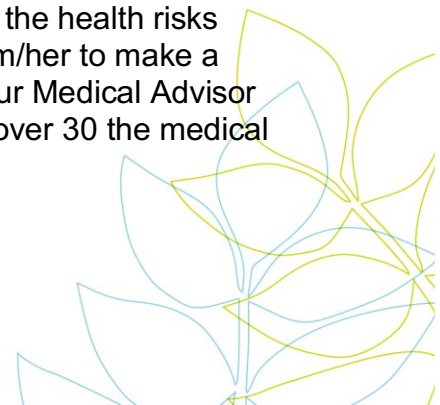 the health risks
m/her to make a
ur Medical Advisor
over 30 the medical